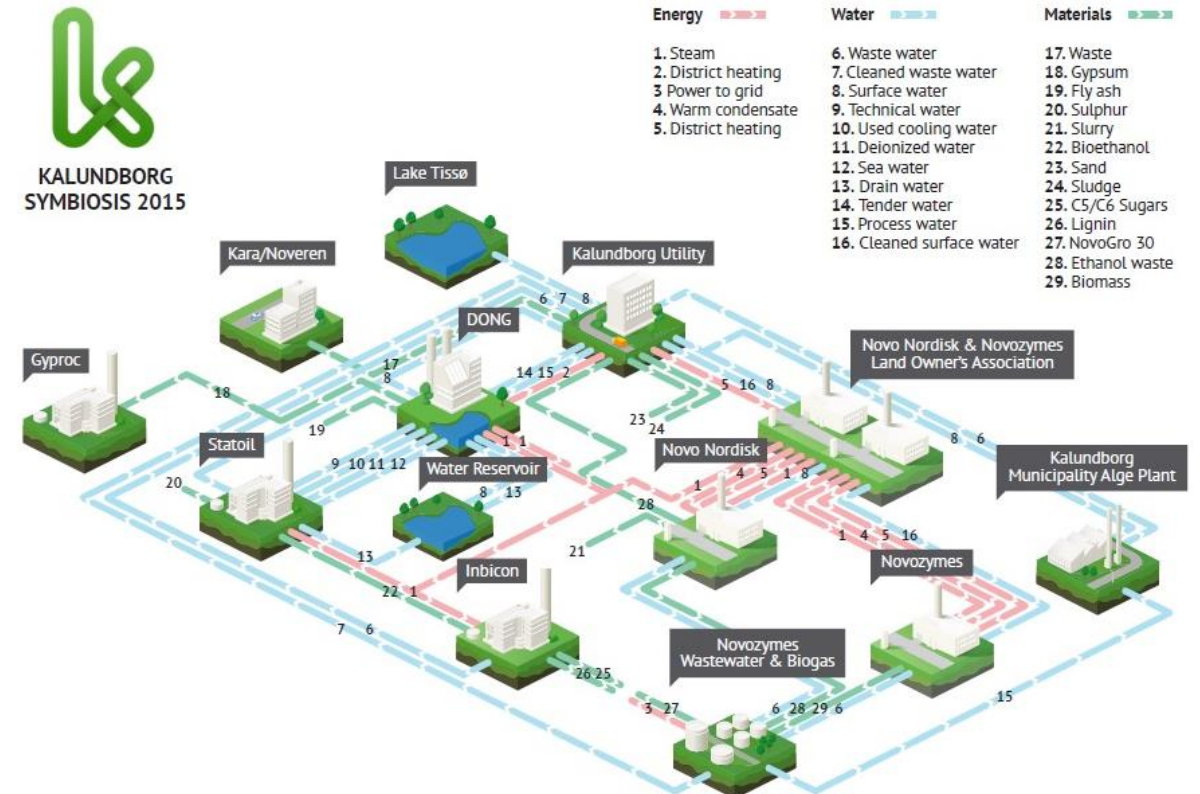 KALUNDBORG
SYMBIOSIS 2015
Energy
1. Steam
2. District heating
3 Power to grid
4. Warm condensate
5. District heating
Water
6. Waste water
7. Cleaned waste water
8. Surface water
9. Technical water
10. Used cooling water
11. Deionized water
12. Sea water
13. Drain water
14. Tender water
15. Process water
16. Cleaned surface water
Materials
17. Waste
18. Gypsum
19. Fly ash
20. Sulphur
21. Slurry
22. Bioethanol
23. Sand
24. Sludge
25. C5/C6 Sugars
26. Lignin
27. NovoGro 30
28. Ethanol waste
29. Biomass
Lake Tissø
Kara/Noveren
Kalundborg Utility
6 7 8
DONG
Gyproc
Novo Nordisk & Novozymes
Land Owner's Association
17
8
14 15 2
5 16 8
18
19
23
24
8 6
Statoil
1 1
9 10 11 12
Water Reservoir
Novo Nordisk
Kalundborg
Municipality Alge Plant
20
8 13
1
4 5 1 8
28
21
1 4 5 16
13
Inbicon
Novozymes
22 1
7 6
Novozymes
Wastewater & Biogas
26 25
3 27
6 28 29 6
15